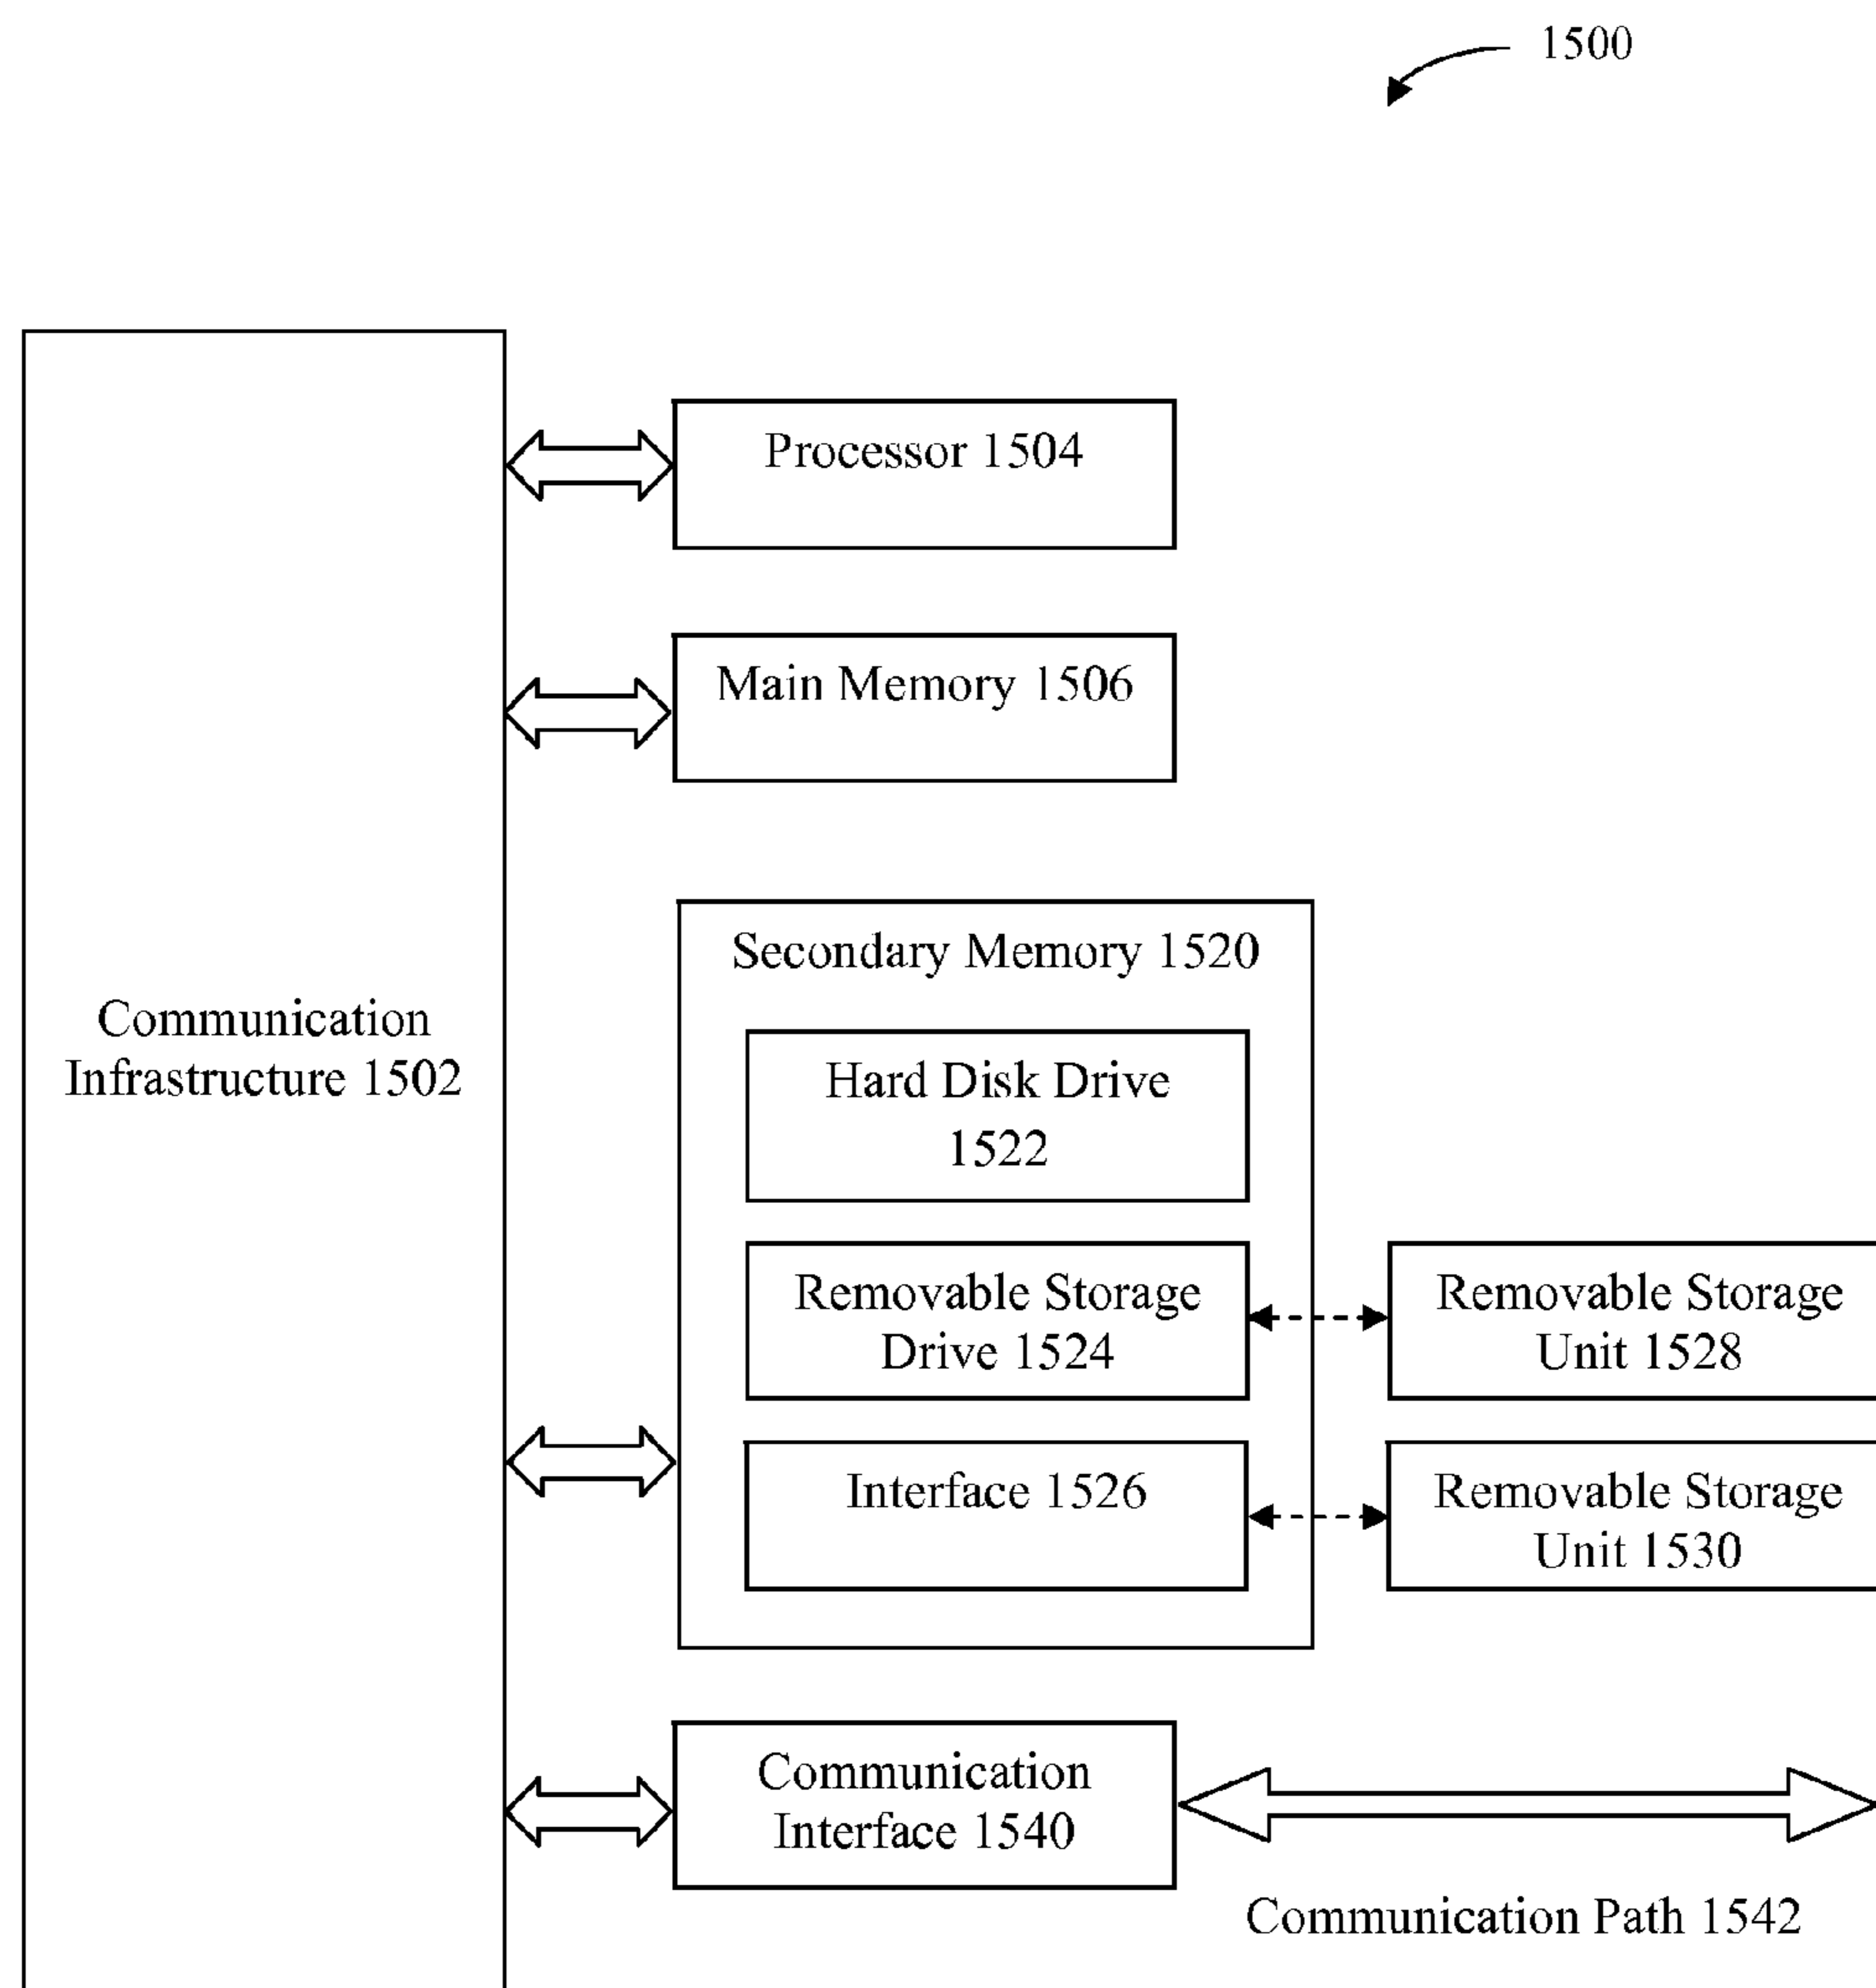 1500
Processor 1504
Main Memory 1506
Communication
Infrastructure 1502
Secondary Memory 1520
Hard Disk Drive
1522
Removable Storage
Drive 1524
Removable Storage
Unit 1528
Interface 1526
Removable Storage
Unit 1530
Communication
Interface 1540
Communication Path 1542